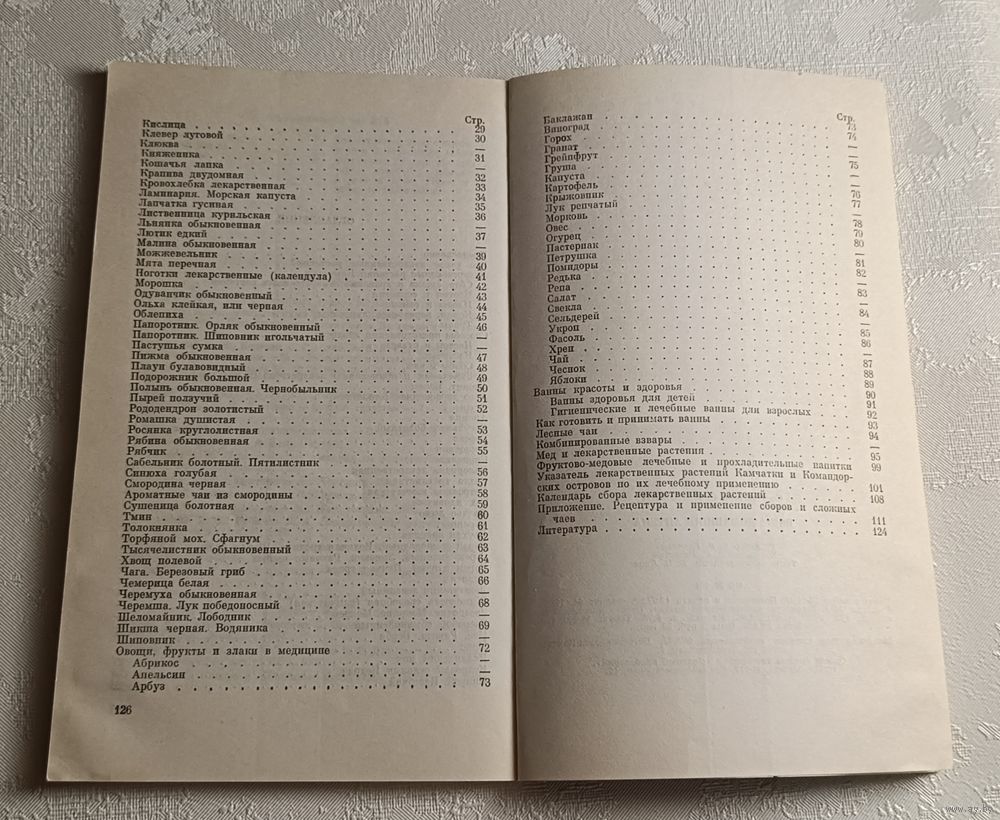 Стр.
Кислица . . . . . . . . . . . . 29
Клевер луговой . . . . . . . . . . . . 30
Клюква . . . . . . . . . . . . —
Княженика . . . . . . . . . . . . 31
Кошачья лапка . . . . . . . . . . . . —
Крапива двудомная . . . . . . . . . . . . 32
Кровохлебка лекарственная . . . . . . . . . . . . 33
Ламинария. Морская капуста . . . . . . . . . . . . 34
Лапчатка гусиная . . . . . . . . . . . . 35
Лиственница курильская . . . . . . . . . . . . 36
Льнянка обыкновенная . . . . . . . . . . . . —
Лютик едкий . . . . . . . . . . . . 37
Малина обыкновенная . . . . . . . . . . . . —
Можжевельник . . . . . . . . . . . . 39
Мята перечная . . . . . . . . . . . . 40
Ноготки лекарственные (календула) . . . . . . . . 41
Морошка . . . . . . . . . . . . 42
Одуванчик обыкновенный . . . . . . . . . . . . 43
Ольха клейкая, или черная . . . . . . . . . . . . 44
Облепиха . . . . . . . . . . . . 45
Папоротник. Орляк обыкновенный . . . . . . . . 46
Папоротник. Шиповник игольчатый . . . . . . . . —
Пастушья сумка . . . . . . . . . . . . —
Пижма обыкновенная . . . . . . . . . . . . 47
Плаун булавовидный . . . . . . . . . . . . 48
Подорожник большой . . . . . . . . . . . . 49
Полынь обыкновенная. Чернобыльник . . . . . . . . 50
Пырей ползучий . . . . . . . . . . . . 51
Рододендрон золотистый . . . . . . . . . . . . 52
Ромашка душистая . . . . . . . . . . . . —
Росянка круглолистная . . . . . . . . . . . . 53
Рябина обыкновенная . . . . . . . . . . . . 54
Рябчик . . . . . . . . . . . . 55
Сабельник болотный. Пятилистник . . . . . . . . —
Синюха голубая . . . . . . . . . . . . 56
Смородина черная . . . . . . . . . . . . 57
Ароматные чаи из смородины . . . . . . . . . . . . 58
Сушеница болотная . . . . . . . . . . . . 59
Тмин . . . . . . . . . . . . 60
Толокнянка . . . . . . . . . . . . 61
Торфяной мох. Сфагнум . . . . . . . . . . . . 62
Тысячелистник обыкновенный . . . . . . . . . . . . 63
Хвощ полевой . . . . . . . . . . . . 64
Чага. Березовый гриб . . . . . . . . . . . . 65
Чемерица белая . . . . . . . . . . . . 66
Черемуха обыкновенная . . . . . . . . . . . . —
Черемша. Лук победоносный . . . . . . . . . . . . 68
Шеломайник. Лободник . . . . . . . . . . . . —
Шикша черная. Водяника . . . . . . . . . . . . 69
Шиповник . . . . . . . . . . . . —
Овощи, фрукты и злаки в медицине . . . . . . . . 72
Абрикос . . . . . . . . . . . . —
Апельсин . . . . . . . . . . . . —
Арбуз . . . . . . . . . . . . 73
126
Стр.
Баклажан . . . . . . . . . . . . 73
Виноград . . . . . . . . . . . . 74
Горох . . . . . . . . . . . . —
Гранат . . . . . . . . . . . . —
Грейпфрут . . . . . . . . . . . . 75
Груша . . . . . . . . . . . . —
Капуста . . . . . . . . . . . . —
Картофель . . . . . . . . . . . . 76
Крыжовник . . . . . . . . . . . . 77
Лук репчатый . . . . . . . . . . . . —
Морковь . . . . . . . . . . . . 78
Овес . . . . . . . . . . . . 79
Огурец . . . . . . . . . . . . 80
Пастернак . . . . . . . . . . . . —
Петрушка . . . . . . . . . . . . 81
Помидоры . . . . . . . . . . . . 82
Редька . . . . . . . . . . . . —
Репа . . . . . . . . . . . . 83
Салат . . . . . . . . . . . . —
Свекла . . . . . . . . . . . . 84
Сельдерей . . . . . . . . . . . . —
Укроп . . . . . . . . . . . . 85
Фасоль . . . . . . . . . . . . 86
Хрен . . . . . . . . . . . . —
Чай . . . . . . . . . . . . 87
Чеснок . . . . . . . . . . . . 88
Яблоки . . . . . . . . . . . . 89
Ванны красоты и здоровья . . . . . . . . 90
Ванны здоровья для детей . . . . . . . . 91
Гигиенические и лечебные ванны для взрослых 92
Как готовить и принимать ванны . . . . . . . . 93
Лесные чаи . . . . . . . . . . . . 94
Комбинированные взвары . . . . . . . . —
Мед и лекарственные растения . . . . . . . . 95
Фруктово-медовые лечебные и прохладительные напитки 99
Указатель лекарственных растений Камчатки и Командор-
ских островов по их лечебному применению . . . . . . 101
Календарь сбора лекарственных растений . . . . . . 108
Приложение. Рецептура и применение сборов и сложных
чаев . . . . . . . . . . . . 111
Литература . . . . . . . . . . . . 124
www.ay.by